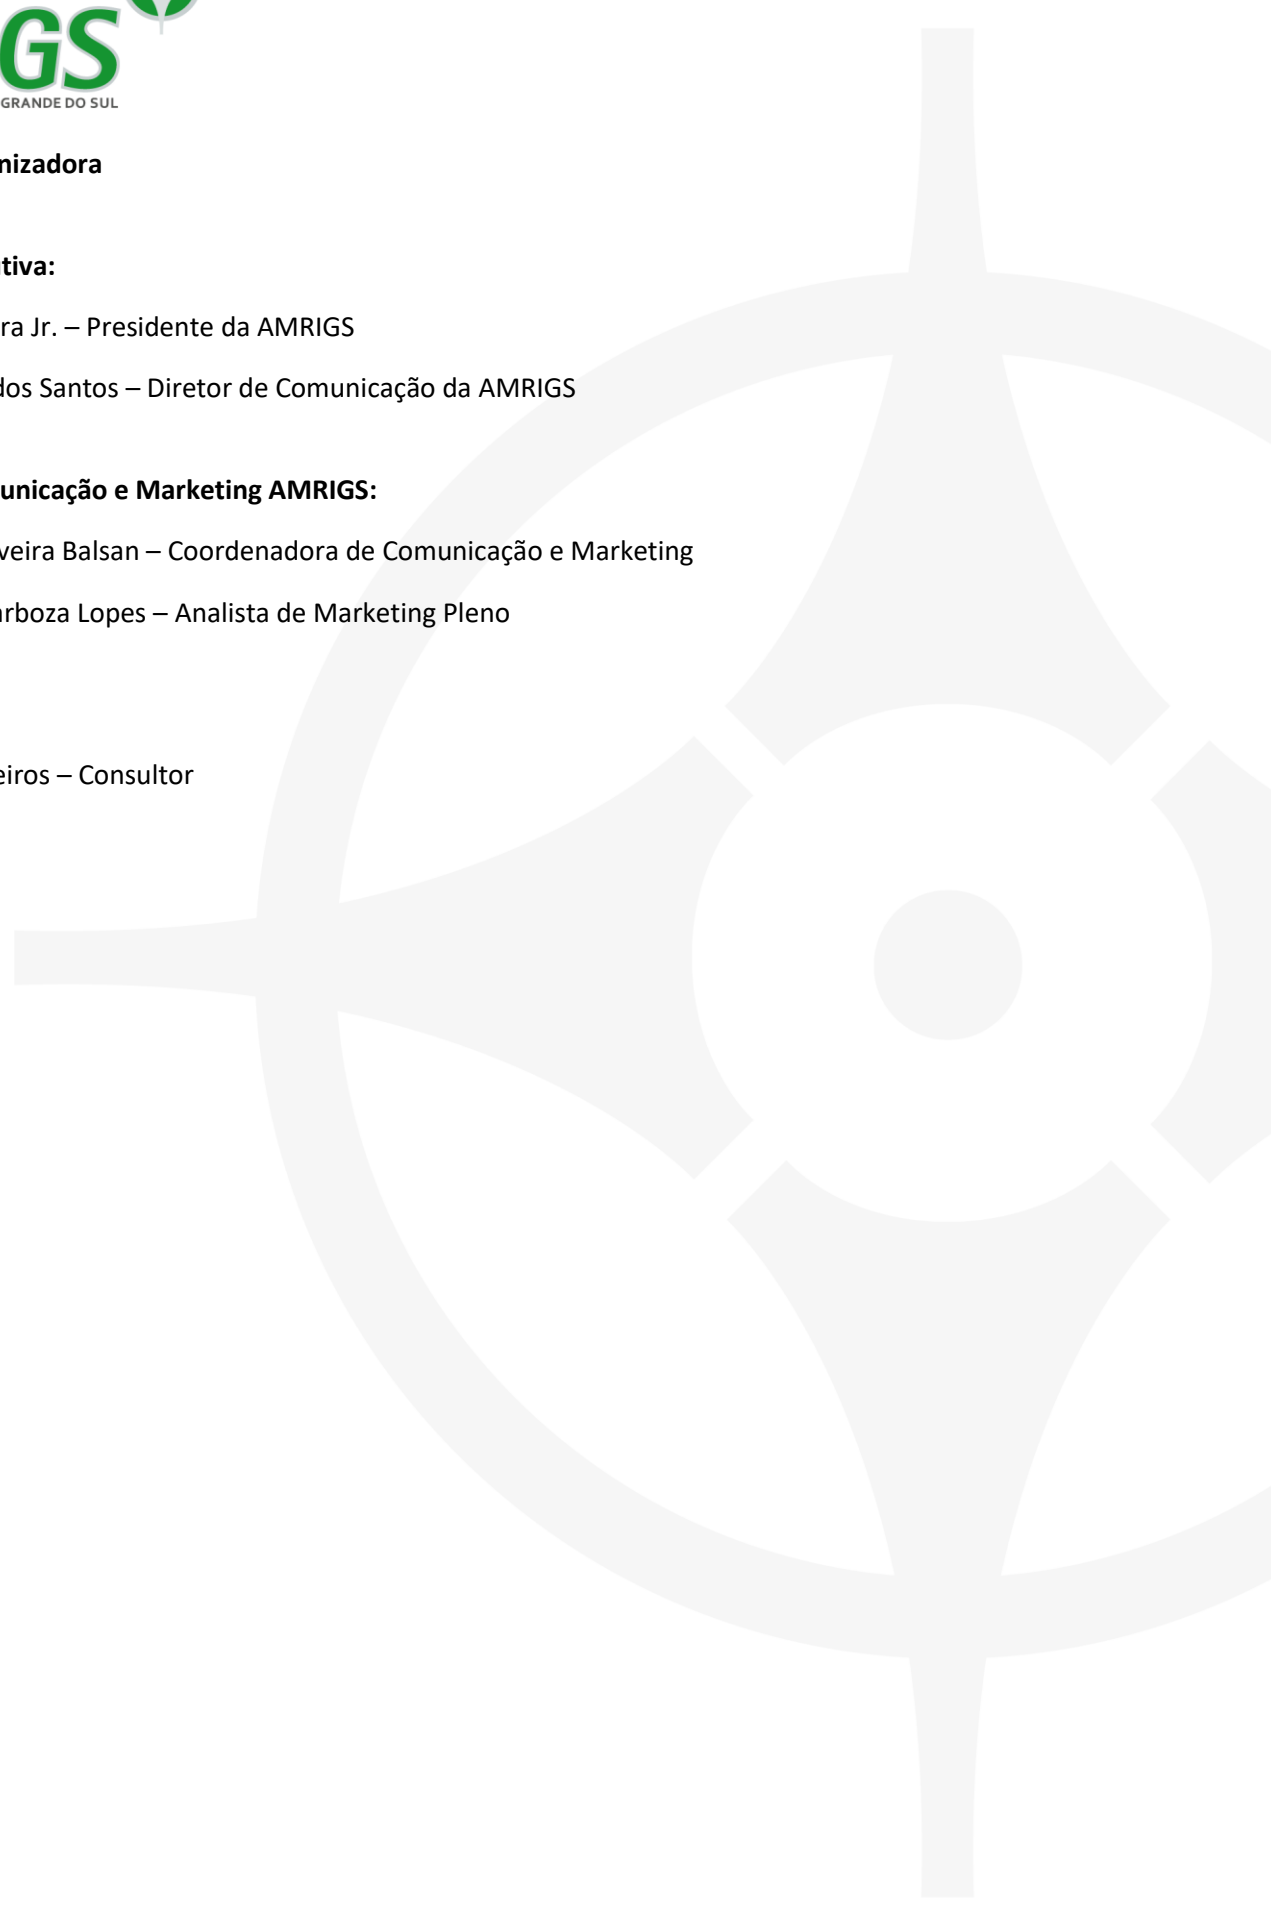 GS
GRANDE DO SUL
nizadora
tiva:
ra Jr. – Presidente da AMRIGS
dos Santos – Diretor de Comunicação da AMRIGS
unicação e Marketing AMRIGS:
veira Balsan – Coordenadora de Comunicação e Marketing
rboza Lopes – Analista de Marketing Pleno
eiros – Consultor